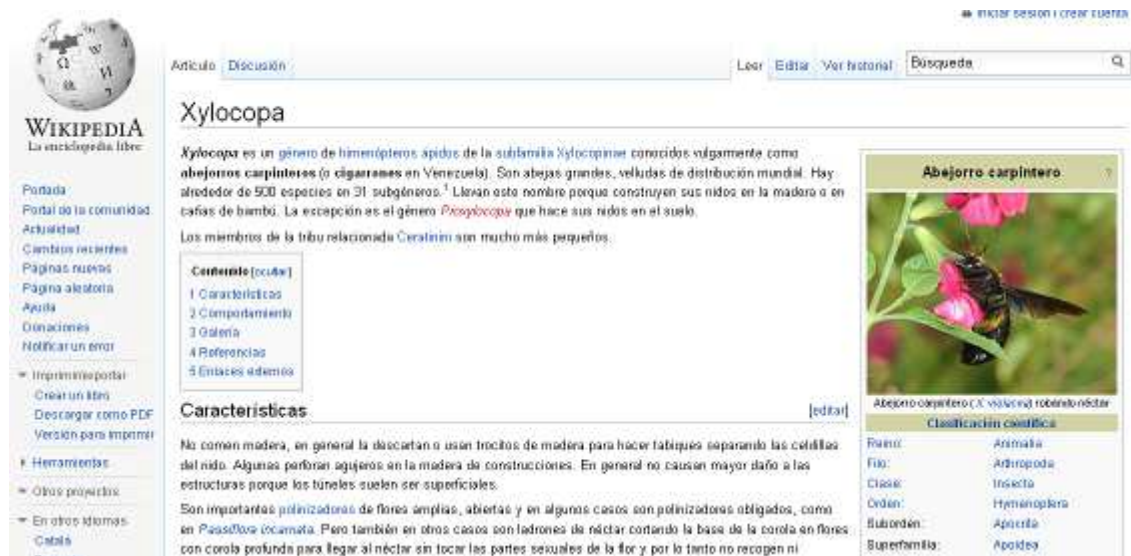 Iniciar sesión | crear cuenta
WIKIPEDIA
La enciclopedia libre
Artículo Discusión
Leer Editar Ver historial Búsqueda
Portada
Portal de la comunidad
Actualidad
Cambios recientes
Páginas nuevas
Página aleatoria
Ayuda
Donaciones
Notificar un error
Imprimir/exportar
Crear un libro
Descargar como PDF
Versión para imprimir
Herramientas
Otros proyectos
En otros idiomas
Català
Xylocopa
Xylocopa es un género de himenópteros ápidos de la subfamilia Xylocopinae conocidos vulgarmente como
abejorros carpinteros (o cigarrones en Venezuela). Son abejas grandes, velludas de distribución mundial. Hay
alrededor de 500 especies en 31 subgéneros.1 Llevan este nombre porque construyen sus nidos en la madera o en
cañas de bambú. La excepción es el género Proxylocopa que hace sus nidos en el suelo.
Los miembros de la tribu relacionada Ceratinini son mucho más pequeños.
Contenido [ocultar]
1 Características
2 Comportamiento
3 Galería
4 Referencias
5 Enlaces externos
Características [editar]
No comen madera, en general la descartan o usan trocitos de madera para hacer tabiques separando las celdillas
del nido. Algunas perforan agujeros en la madera de construcciones. En general no causan mayor daño a las
estructuras porque los túneles suelen ser superficiales.
Son importantes polinizadores de flores amplias, abiertas y en algunos casos son polinizadores obligados, como
en Passiflora incarnata. Pero también en otros casos son ladrones de néctar cortando la base de la corola en flores
con corola profunda para llegar al néctar sin tocar las partes sexuales de la flor y por lo tanto no recogen ni
Abejorro carpintero ?
Abejorro carpintero (X. violacea) robando néctar
Clasificación científica
Reino: Animalia
Filo: Arthropoda
Clase: Insecta
Orden: Hymenoptera
Suborden: Apocrita
Superfamilia: Apoidea